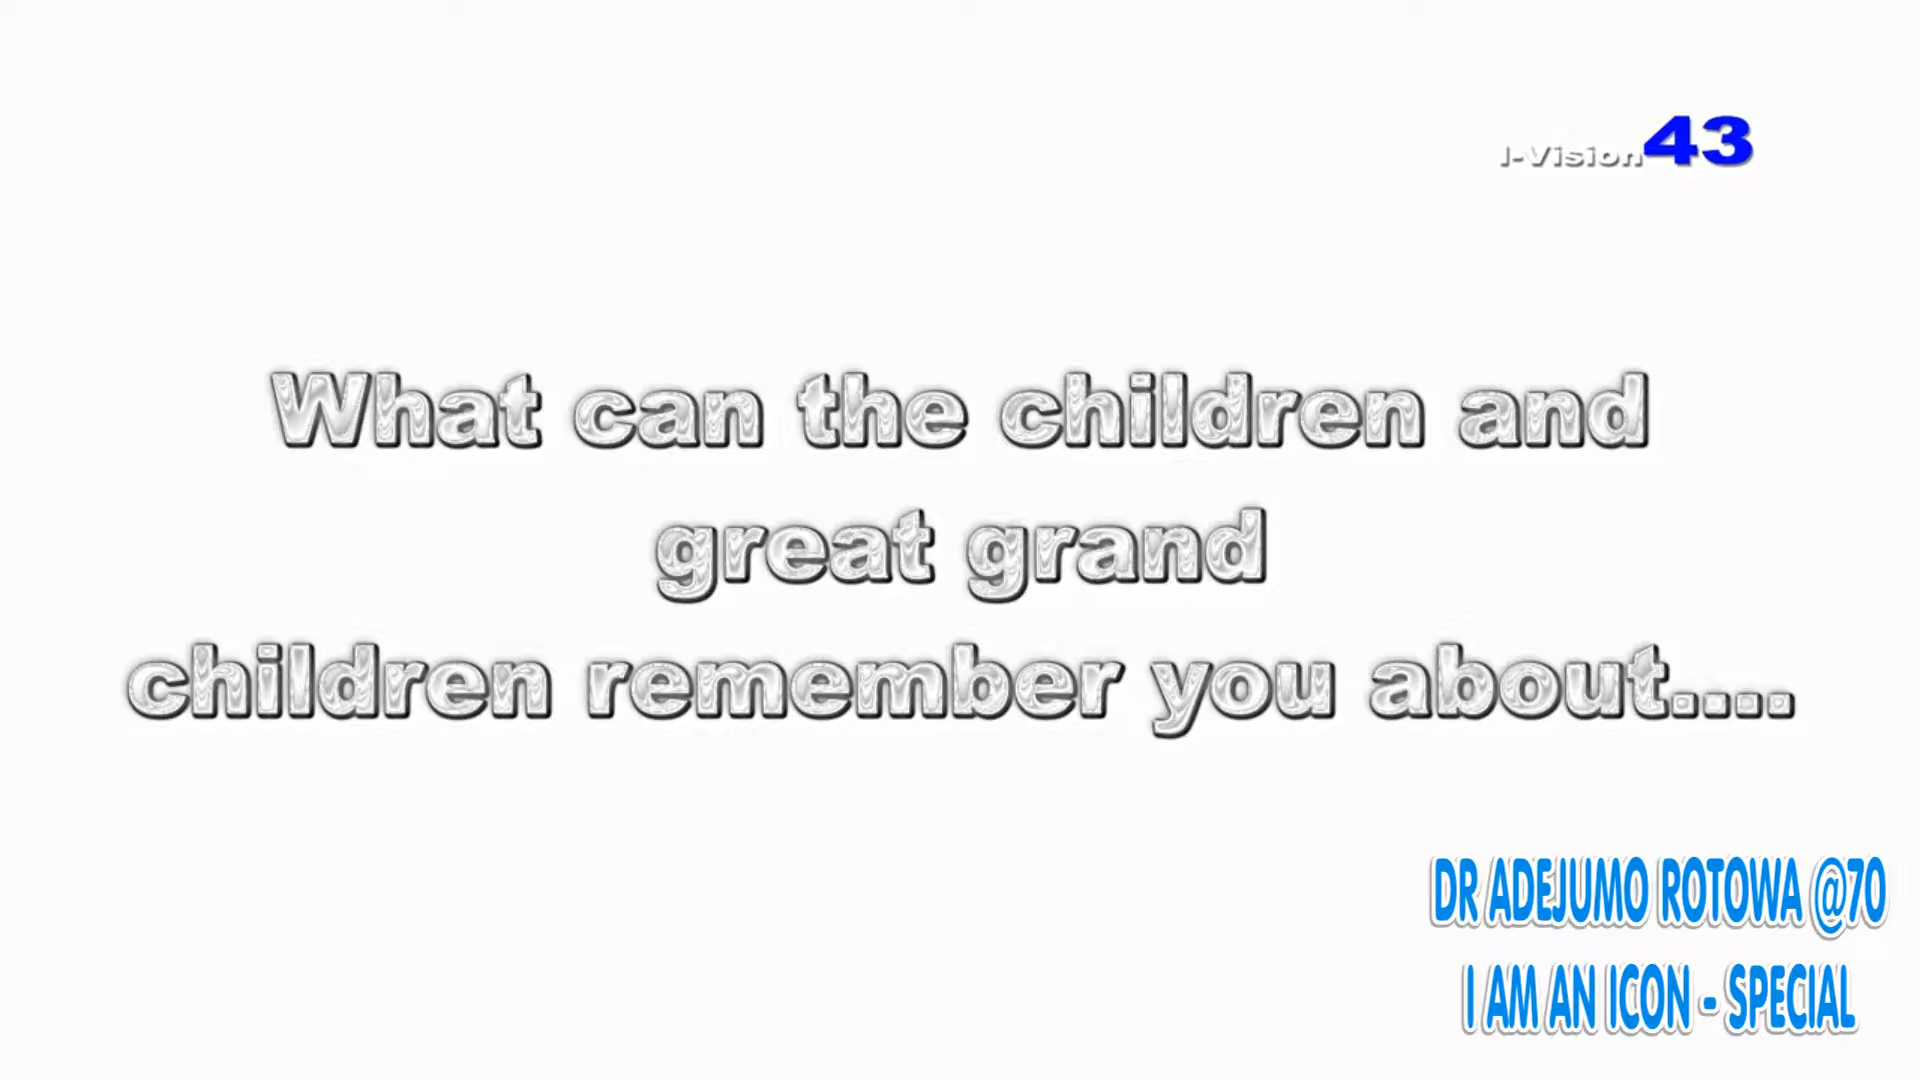 I-Vision43
What can the children and
great grand
children remember you about....
DR ADEJUMO ROTOWA @70
I AM AN ICON - SPECIAL